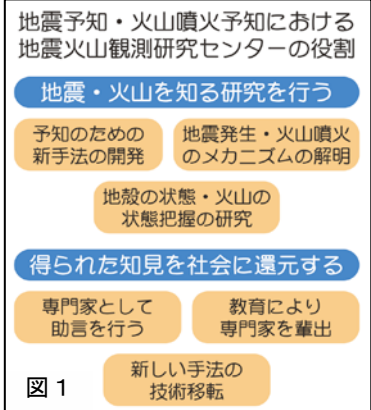 地震予知・火山噴火予知における
地震火山観測研究センターの役割
地震・火山を知る研究を行う
予知のための
新手法の開発
地震発生・火山噴火
のメカニズムの解明
地殻の状態・火山の
状態把握の研究
得られた知見を社会に還元する
専門家として
助言を行う
教育により
専門家を輩出
新しい手法の
技術移転
図1